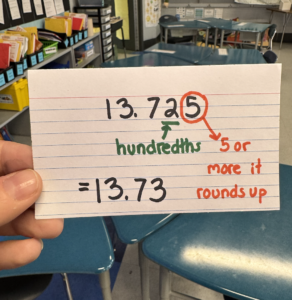 13.725
hundredths
5 or
more it
rounds up
=13.73